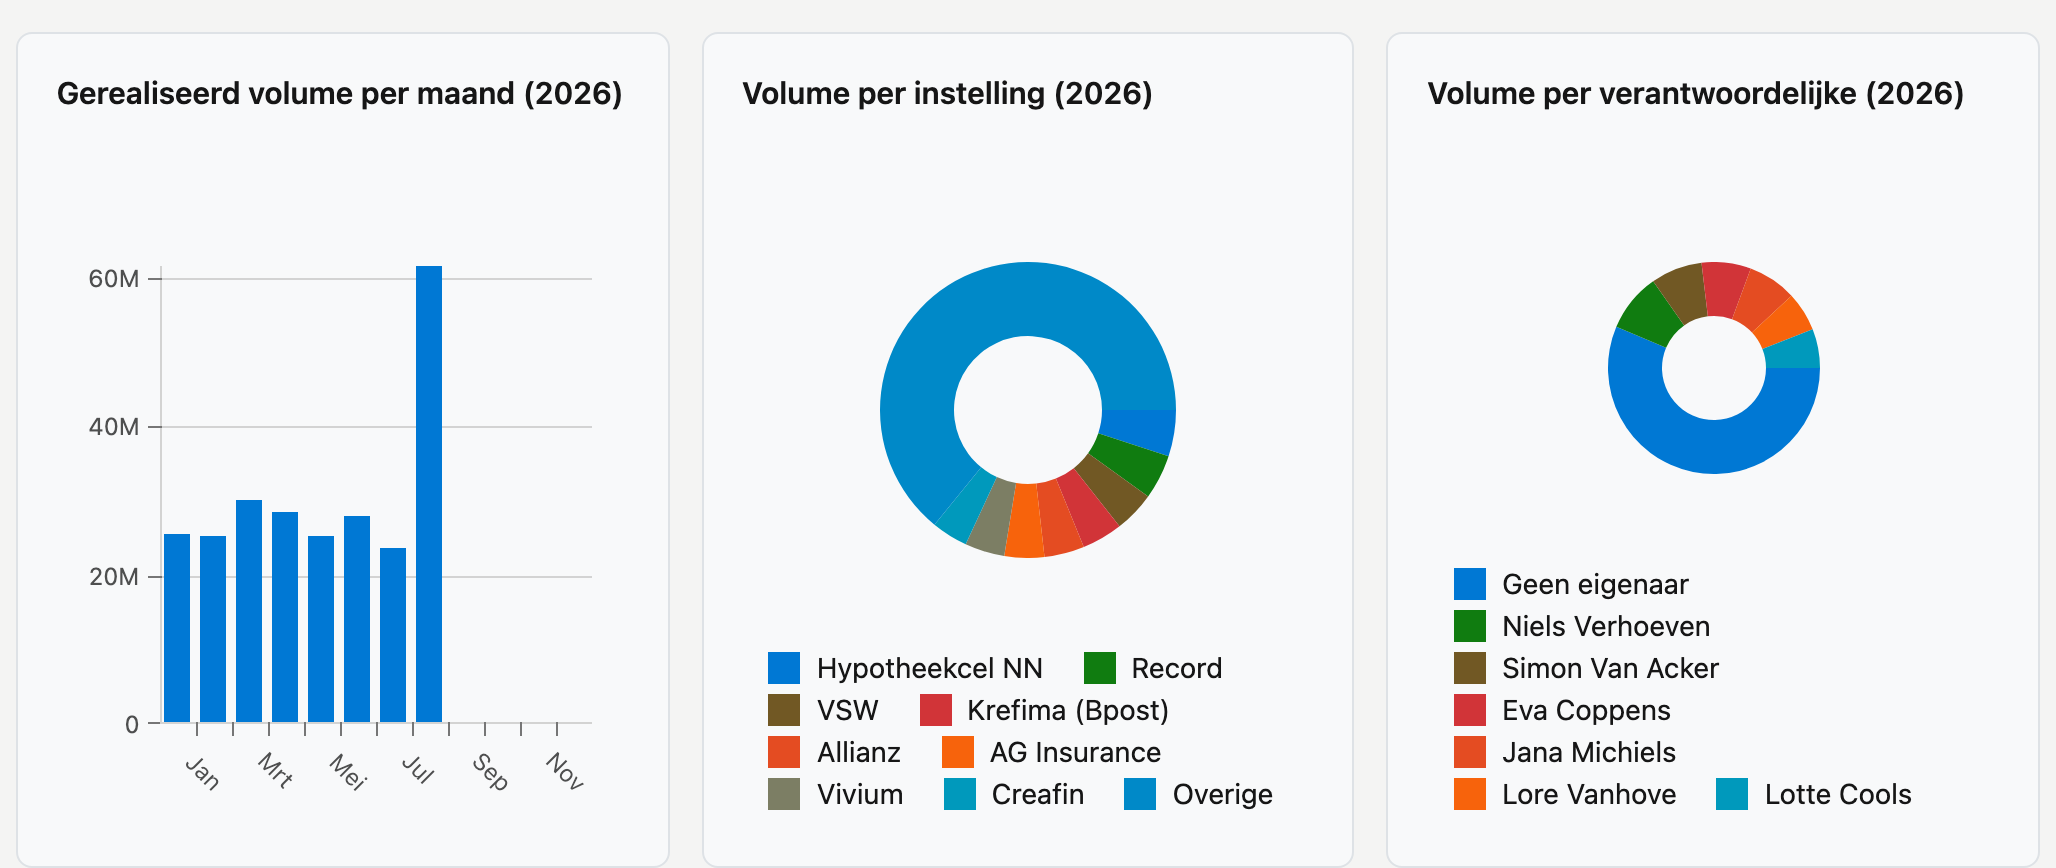 Gerealiseerd volume per maand (2026)
60M
40M
20M
0
Jan
Mrt
Mei
Jul
Sep
Nov
Volume per instelling (2026)
Hypotheekcel NN
Record
VSW
Krefima (Bpost)
Allianz
AG Insurance
Vivium
Creafin
Overige
Volume per verantwoordelijke (2026)
Geen eigenaar
Niels Verhoeven
Simon Van Acker
Eva Coppens
Jana Michiels
Lore Vanhove
Lotte Cools